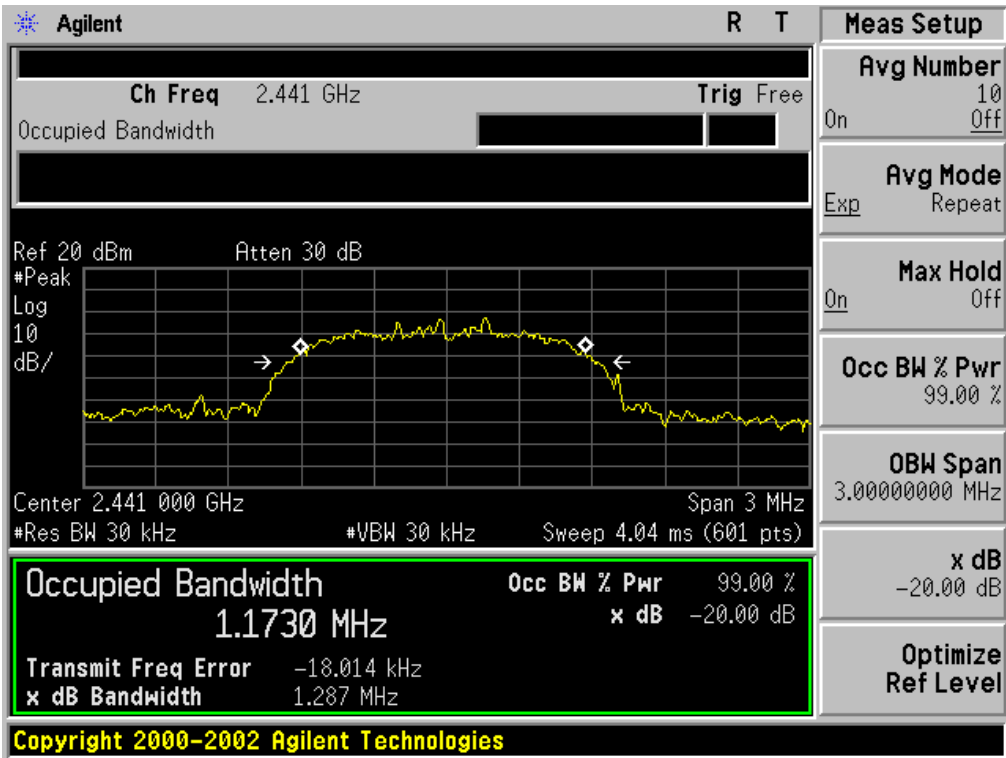 Agilent R T
Ch Freq 2.441 GHz Trig Free
Occupied Bandwidth
Ref 20 dBm Atten 30 dB
#Peak
Log
10
dB/
Center 2.441 000 GHz Span 3 MHz
#Res BW 30 kHz #VBW 30 kHz Sweep 4.04 ms (601 pts)
Occupied Bandwidth Occ BW % Pwr 99.00 %
1.1730 MHz x dB -20.00 dB
Transmit Freq Error -18.014 kHz
x dB Bandwidth 1.287 MHz
Copyright 2000-2002 Agilent Technologies
Meas Setup
Avg Number
10
On Off
Avg Mode
Exp Repeat
Max Hold
On Off
Occ BW % Pwr
99.00 %
OBW Span
3.00000000 MHz
x dB
-20.00 dB
Optimize
Ref Level